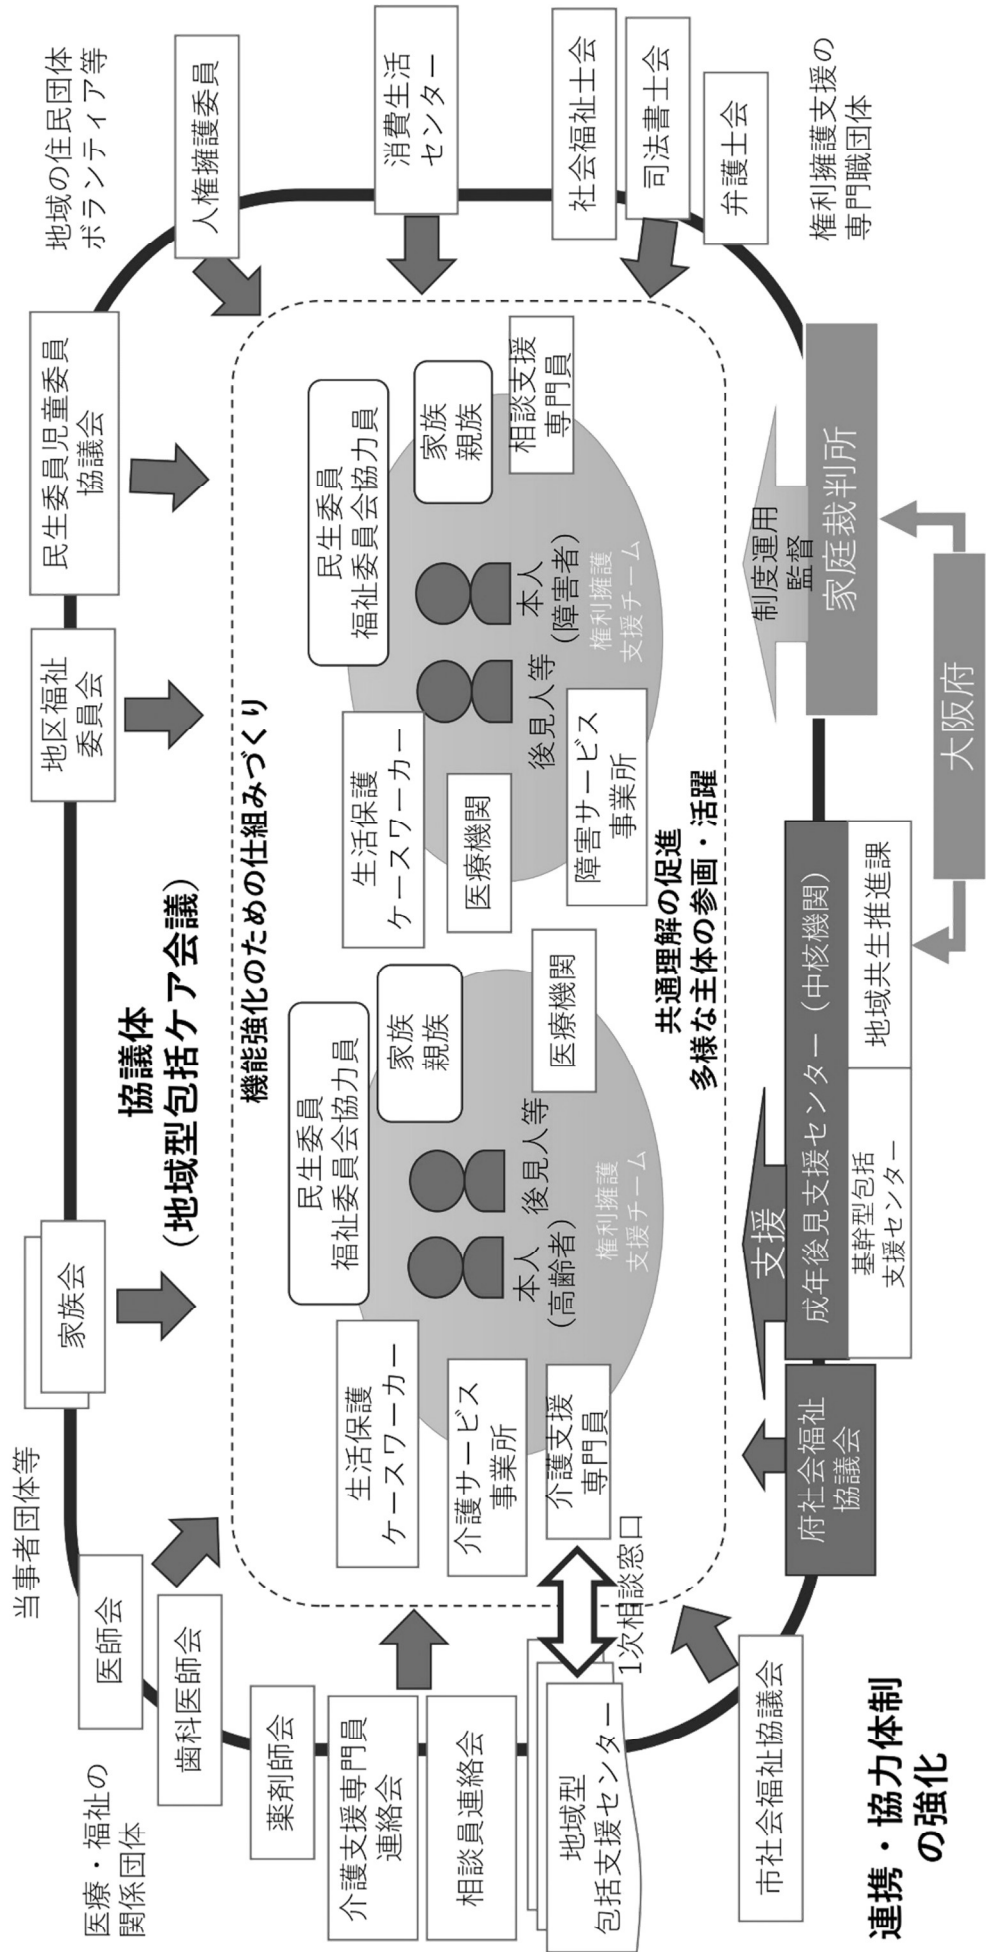 当事者団体等
家族会
地区福祉
委員会
民生委員児童委員
協議会
地域の住民団体
ボランティア等
医療・福祉の
関係団体
医師会
歯科医師会
薬剤師会
介護支援専門員
連絡会
相談員連絡会
地域型
包括支援センター
1次相談窓口
市社会福祉協議会
連携・協力体制
の強化
協議体
(地域型包括ケア会議)
機能強化のための仕組みづくり
民生委員
福祉委員会協力員
生活保護
ケースワーカー
家族
親族
介護サービス
事業所
介護支援
専門員
本人
(高齢者)
後見人等
医療機関
権利擁護
支援チーム
民生委員
福祉委員会協力員
生活保護
ケースワーカー
家族
親族
医療機関
後見人等
本人
(障害者)
相談支援
専門員
障害サービス
事業所
権利擁護
支援チーム
共通理解の促進
多様な主体の参画・活躍
人権擁護委員
消費生活
センター
社会福祉士会
司法書士会
弁護士会
権利擁護支援の
専門職団体
支援
制度運用
監督
府社会福祉
協議会
成年後見支援センター（中核機関）
基幹型包括
支援センター
地域共生推進課
家庭裁判所
大阪府